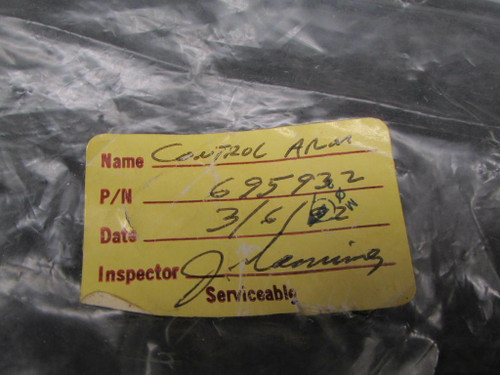 Name CONTROL ARM
P/N 695932
Date 3/6/
Inspector J. Manning
Serviceable